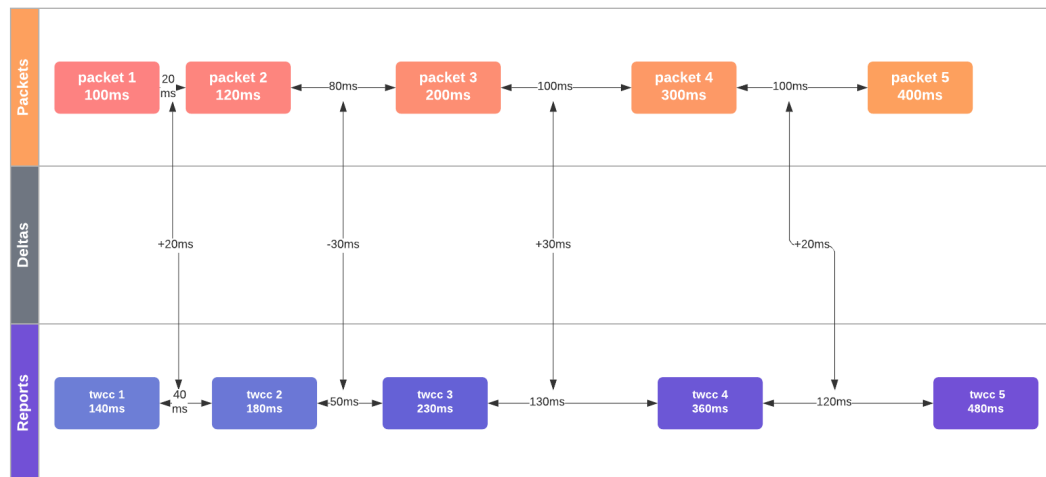 Packets
packet 1
100ms
20
ms
packet 2
120ms
80ms
packet 3
200ms
100ms
packet 4
300ms
100ms
packet 5
400ms
Deltas
+20ms
-30ms
+30ms
+20ms
Reports
twcc 1
140ms
40
ms
twcc 2
180ms
50ms
twcc 3
230ms
130ms
twcc 4
360ms
120ms
twcc 5
480ms